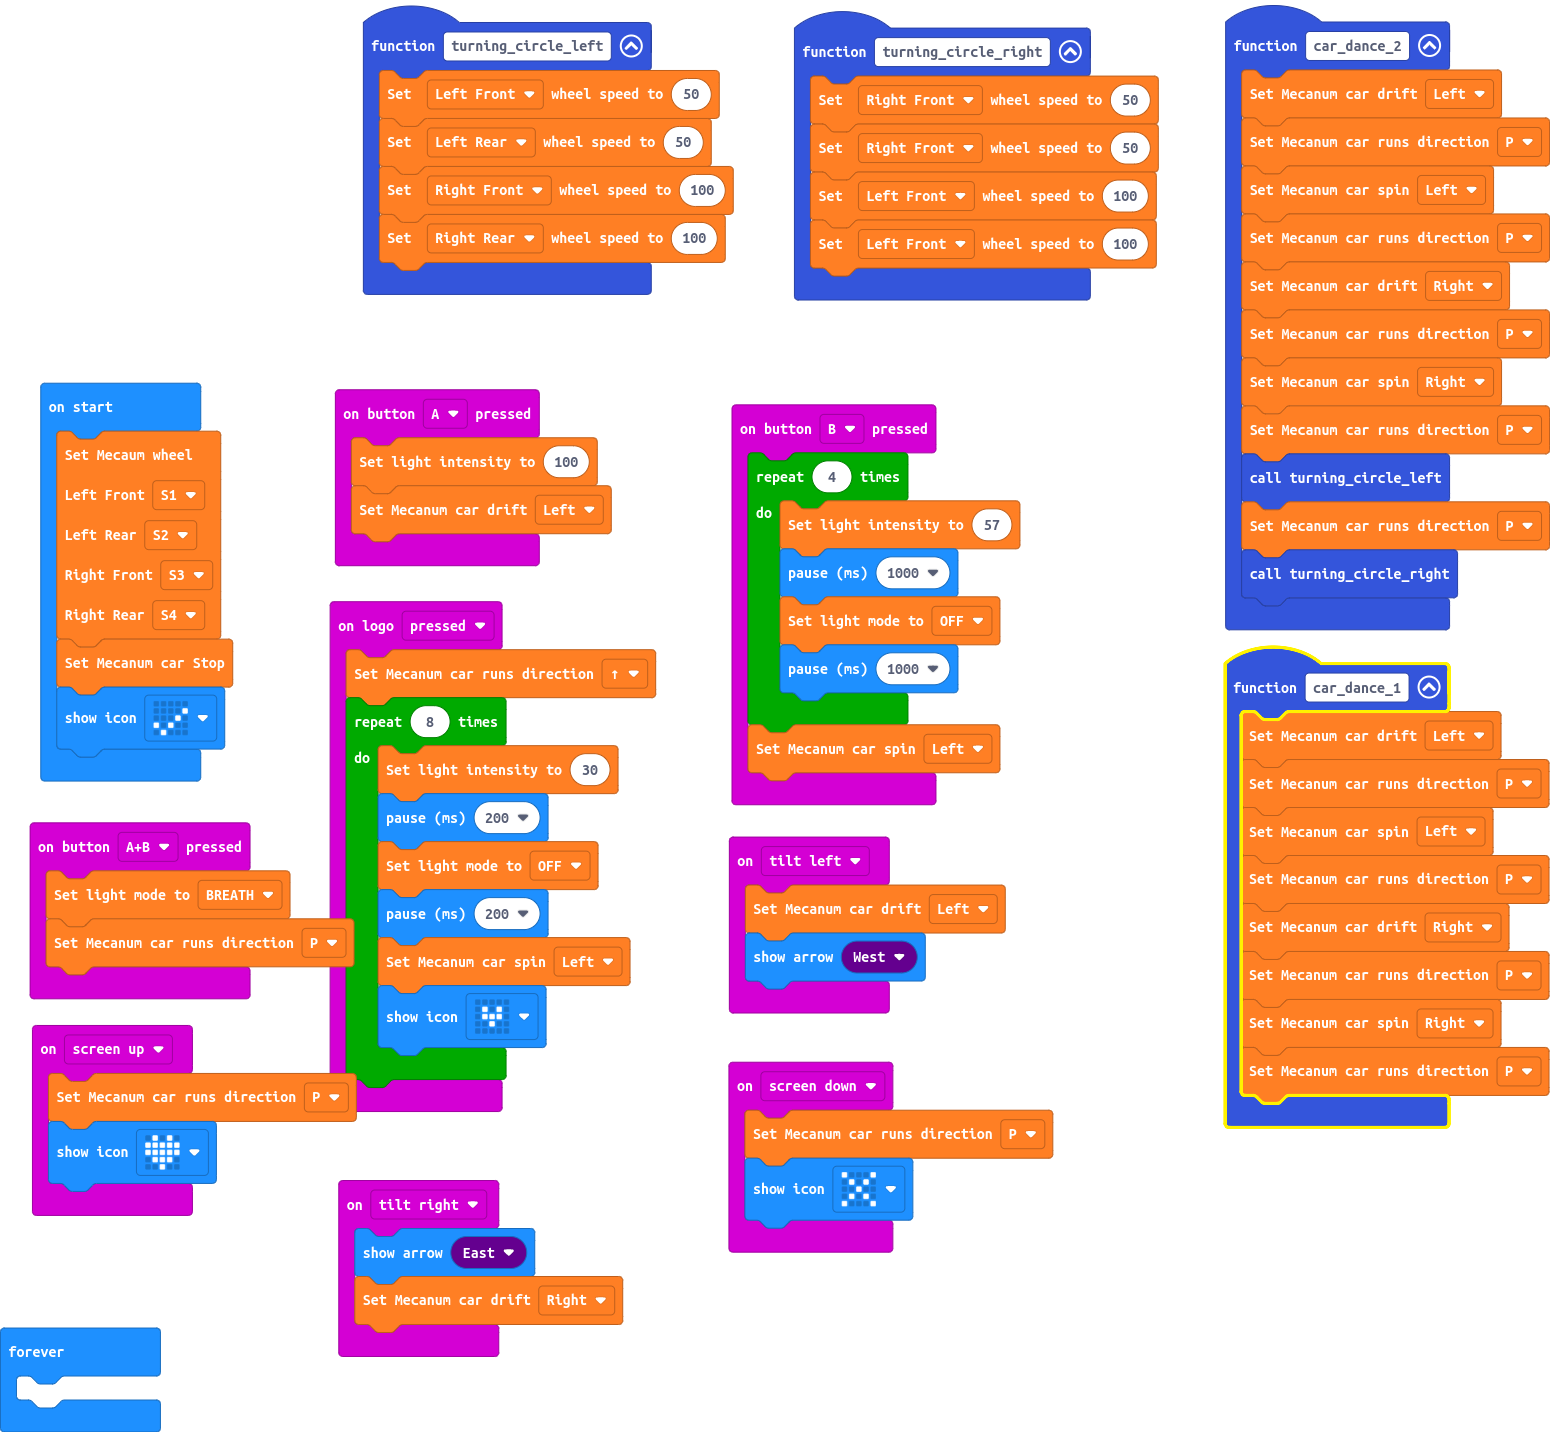 function turning_circle_left
Set Left Front wheel speed to 50
Set Left Rear wheel speed to 50
Set Right Front wheel speed to 100
Set Right Rear wheel speed to 100
function turning_circle_right
Set Right Front wheel speed to 50
Set Right Front wheel speed to 50
Set Left Front wheel speed to 100
Set Left Front wheel speed to 100
function car_dance_2
Set Mecanum car drift Left
Set Mecanum car runs direction P
Set Mecanum car spin Left
Set Mecanum car runs direction P
Set Mecanum car drift Right
Set Mecanum car runs direction P
Set Mecanum car spin Right
Set Mecanum car runs direction P
call turning_circle_left
Set Mecanum car runs direction P
call turning_circle_right
on start
Set Mecaum wheel
Left Front S1
Left Rear S2
Right Front S3
Right Rear S4
Set Mecanum car Stop
show icon
on button A pressed
Set light intensity to 100
Set Mecanum car drift Left
on button B pressed
repeat 4 times
do
Set light intensity to 57
pause (ms) 1000
Set light mode to OFF
pause (ms) 1000
Set Mecanum car spin Left
on logo pressed
Set Mecanum car runs direction ↑
repeat 8 times
do
Set light intensity to 30
pause (ms) 200
Set light mode to OFF
pause (ms) 200
Set Mecanum car spin Left
show icon
function car_dance_1
Set Mecanum car drift Left
Set Mecanum car runs direction P
Set Mecanum car spin Left
Set Mecanum car runs direction P
Set Mecanum car drift Right
Set Mecanum car runs direction P
Set Mecanum car spin Right
Set Mecanum car runs direction P
on button A+B pressed
Set light mode to BREATH
Set Mecanum car runs direction P
on tilt left
Set Mecanum car drift Left
show arrow West
on screen up
Set Mecanum car runs direction P
show icon
on screen down
Set Mecanum car runs direction P
show icon
on tilt right
show arrow East
Set Mecanum car drift Right
forever